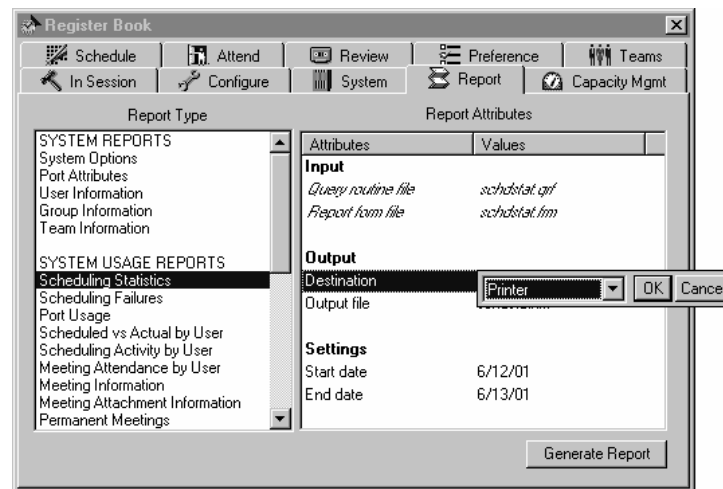 Register Book
Schedule Attend Review Preference Teams
In Session Configure System Report Capacity Mgmt
Report Type
Report Attributes
SYSTEM REPORTS
System Options
Port Attributes
User Information
Group Information
Team Information
SYSTEM USAGE REPORTS
Scheduling Statistics
Scheduling Failures
Port Usage
Scheduled vs Actual by User
Scheduling Activity by User
Meeting Attendance by User
Meeting Information
Meeting Attachment Information
Permanent Meetings
Attributes Values
Input
Query routine file schdstat.qrf
Report form file schdstat.frm
Output
Destination Printer OK Cance
Output file
Settings
Start date 6/12/01
End date 6/13/01
Generate Report